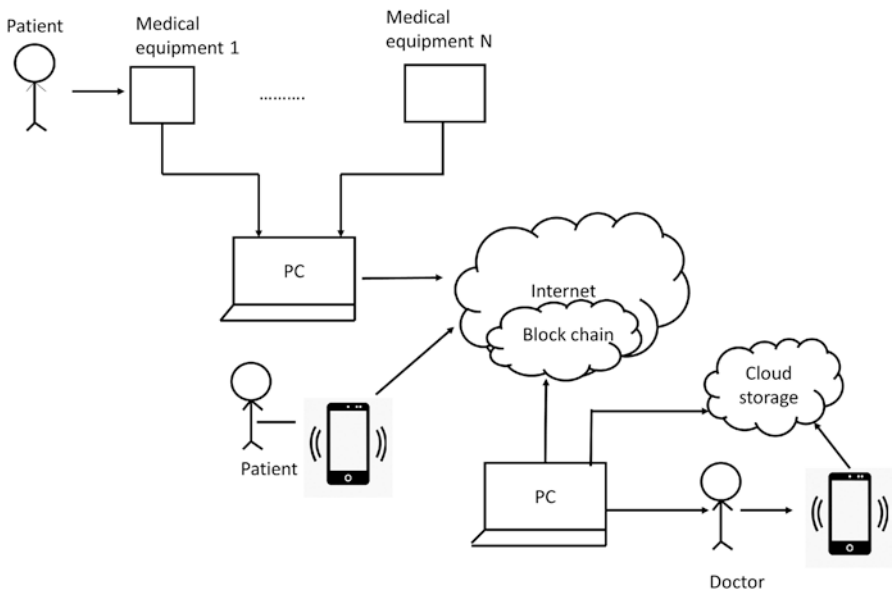 Patient
Medical
equipment 1
..........
Medical
equipment N
PC
Internet
Block chain
Patient
Cloud
storage
PC
Doctor